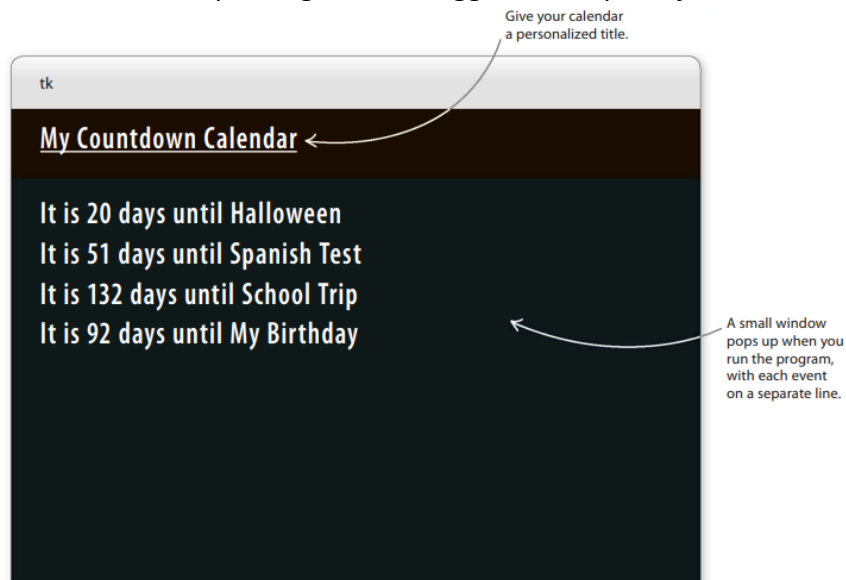 Give your calendar
a personalized title.
tk
My Countdown Calendar
It is 20 days until Halloween
It is 51 days until Spanish Test
It is 132 days until School Trip
It is 92 days until My Birthday
A small window
pops up when you
run the program,
with each event
on a separate line.